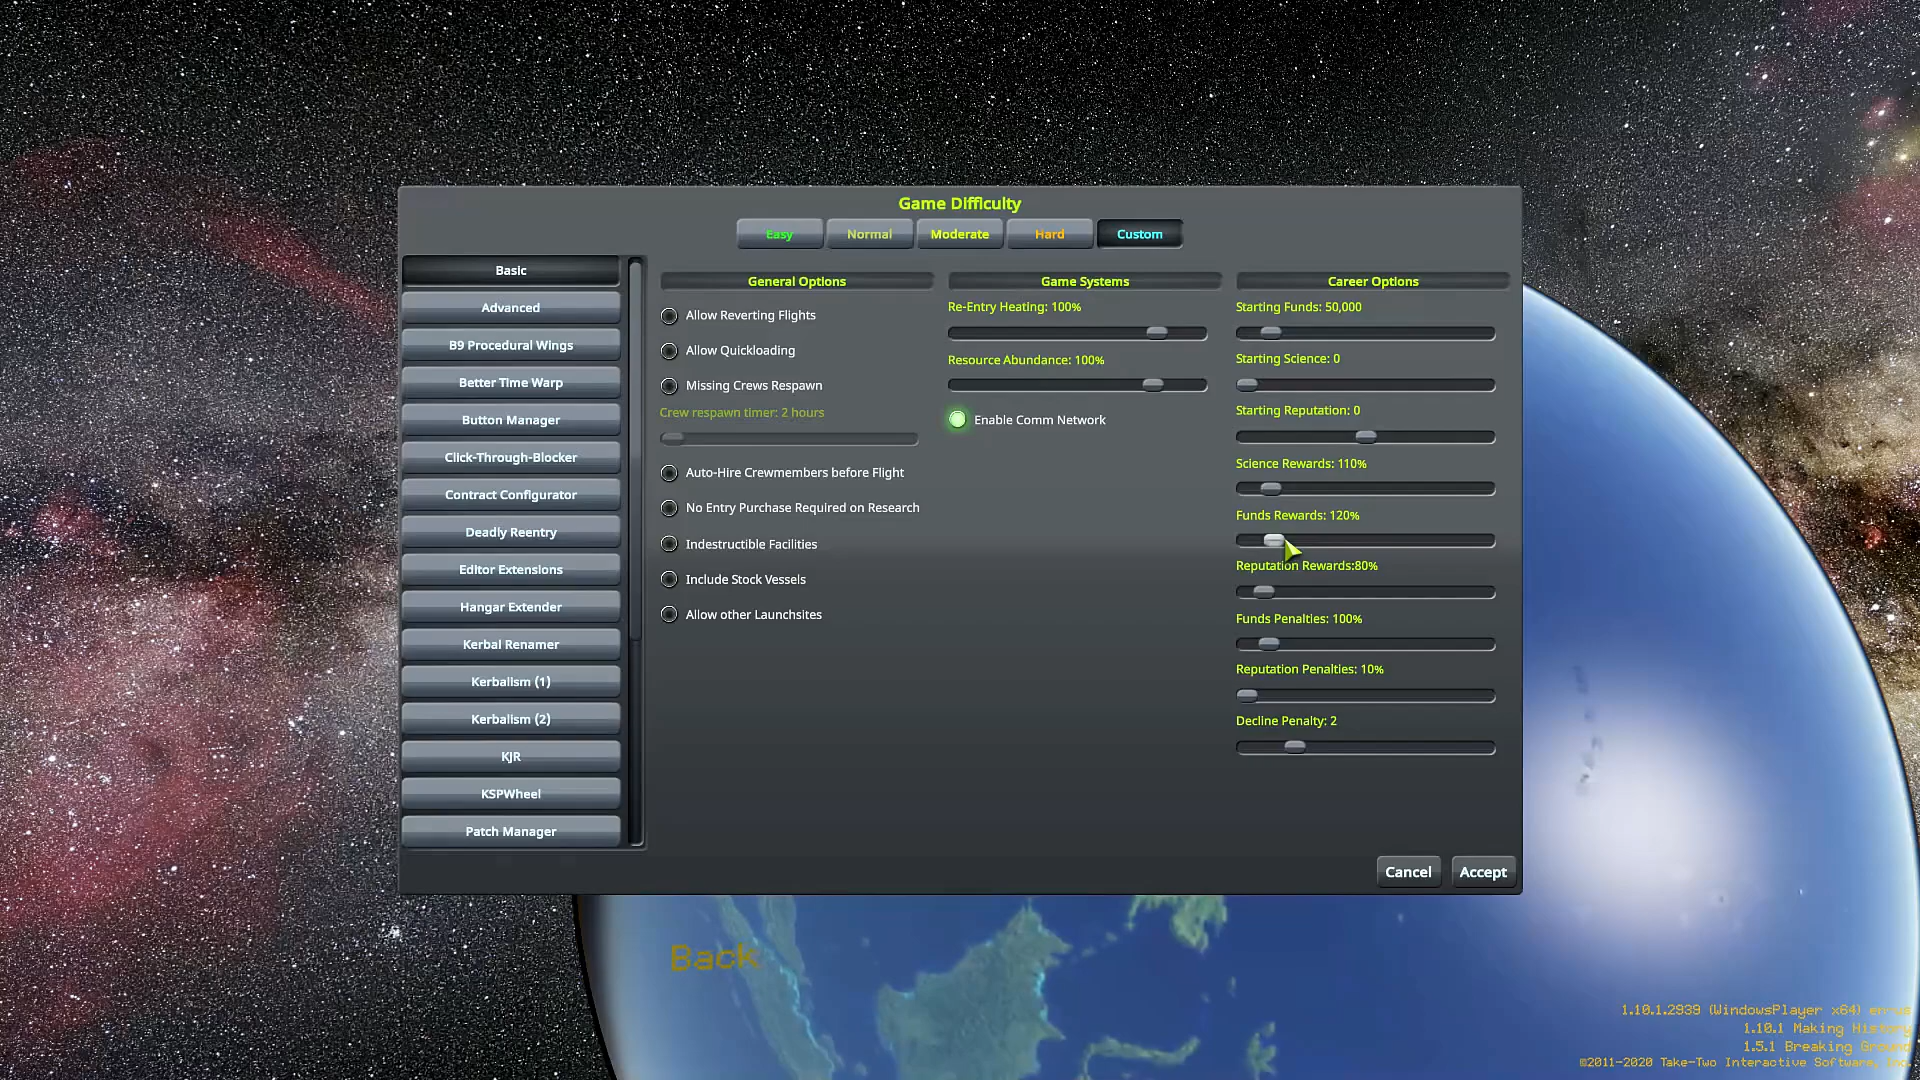 Game Difficulty
Easy
Normal
Moderate
Hard
Custom
Basic
Advanced
B9 Procedural Wings
Better Time Warp
Button Manager
Click-Through-Blocker
Contract Configurator
Deadly Reentry
Editor Extensions
Hangar Extender
Kerbal Renamer
Kerbalism (1)
Kerbalism (2)
KJR
KSPWheel
Patch Manager
General Options
Allow Reverting Flights
Allow Quickloading
Missing Crews Respawn
Crew respawn timer: 2 hours
Auto-Hire Crewmembers before Flight
No Entry Purchase Required on Research
Indestructible Facilities
Include Stock Vessels
Allow other Launchsites
Game Systems
Re-Entry Heating: 100%
Resource Abundance: 100%
Enable Comm Network
Career Options
Starting Funds: 50,000
Starting Science: 0
Starting Reputation: 0
Science Rewards: 110%
Funds Rewards: 120%
Reputation Rewards:80%
Funds Penalties: 100%
Reputation Penalties: 10%
Decline Penalty: 2
Cancel
Accept
Back
1.10.1.2939 (WindowsPlayer x64)
1.10.1 Making History
1.5.1 Breaking Ground
©2011-2020 Take-Two Interactive Software,